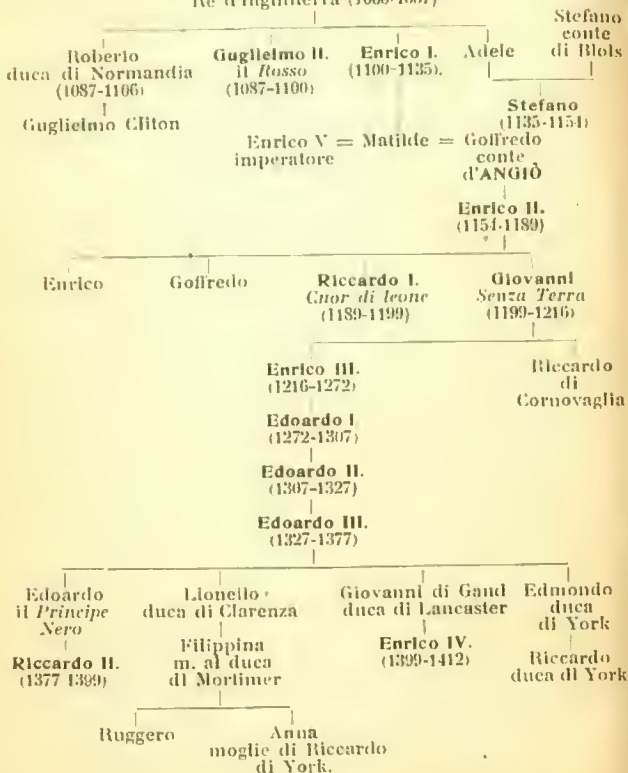 Re d'Inghilterra (1066-1087)
Roberto
duca di Normandia
(1087-1106)
Guglielmo Cliton
Guglielmo II.
il Rosso
(1087-1100)
Enrico I.
(1100-1135).
Adele
Stefano
conte
di Blois
Stefano
(1135-1154)
Enrico V = Matilde = Goffredo
imperatore
conte
d'ANGIÒ
Enrico II.
(1154-1189)
Enrico
Goffredo
Riccardo I.
Cuor di leone
(1189-1199)
Giovanni
Senza Terra
(1199-1216)
Enrico III.
(1216-1272)
Riccardo
di
Cornovaglia
Edoardo I
(1272-1307)
Edoardo II.
(1307-1327)
Edoardo III.
(1327-1377)
Edoardo
il Principe
Nero
Riccardo II.
(1377 1399)
Lionello
duca di Clarenza
Filippina
m. al duca
di Mortimer
Giovanni di Gand
duca di Lancaster
Enrico IV.
(1399-1412)
Edmondo
duca
di York
Riccardo
duca di York
Ruggero
Anna
moglie di Riccardo
di York.